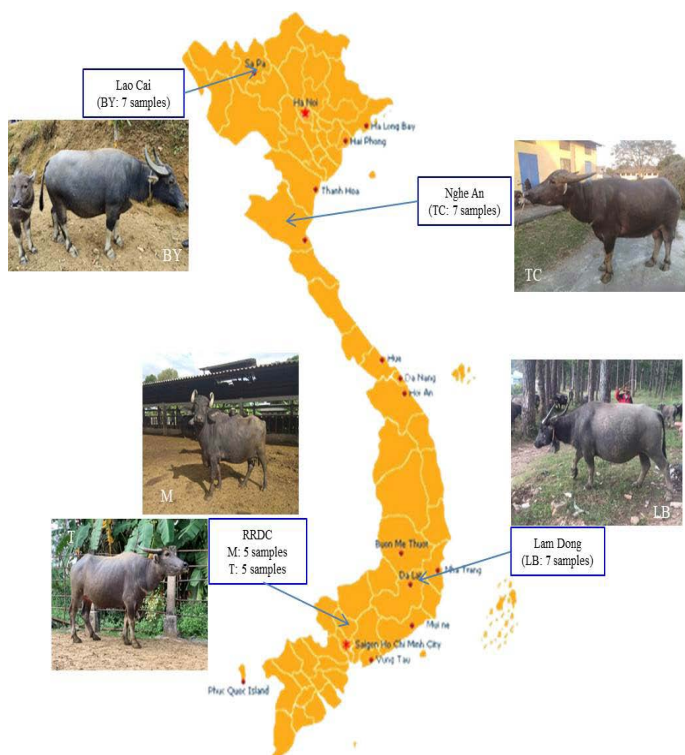 Sa Pa
Lao Cai
(BY: 7 samples)
Ha Noi
Ha Long Bay
Hai Phong
Thanh Hoa
Nghe An
(TC: 7 samples)
BY
TC
Hue
Da Nang
Hoi An
M
LB
T
RRDC
M: 5 samples
T: 5 samples
Buon Me Thuot
Lam Dong
(LB: 7 samples)
Da Lat
Nha Trang
Mui ne
Saigon Ho Chi Minh City
Vung Tau
Phuc Quoc Island